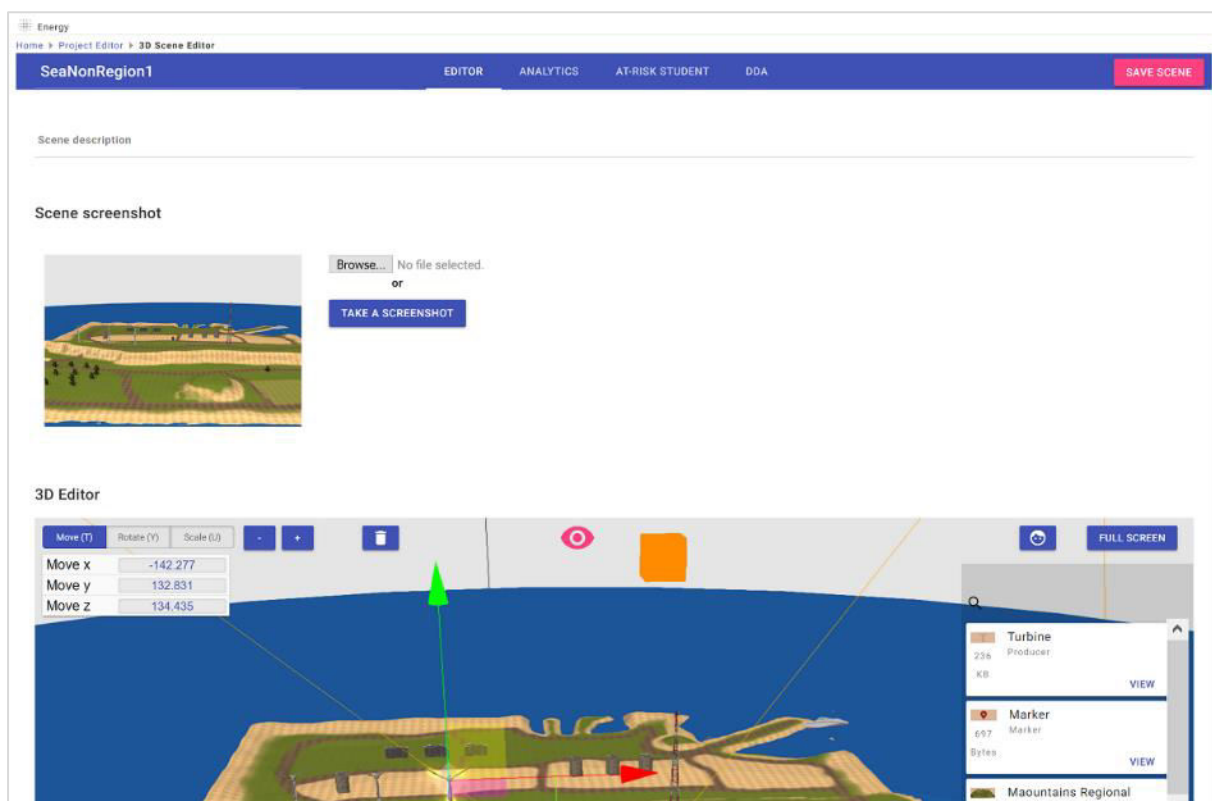 Energy
Home > Project Editor > 3D Scene Editor
SeaNonRegion1 EDITOR ANALYTICS AT-RISK STUDENT DDA SAVE SCENE
Scene description
Scene screenshot
Browse... No file selected.
or
TAKE A SCREENSHOT
3D Editor
Move (T) Rotate (Y) Scale (U) - + FULL SCREEN
Move x -142.277
Move y 132.831
Move z 134.435
Turbine
236 Producer
KB
VIEW
Marker
697 Marker
Bytes
VIEW
Maountains Regional